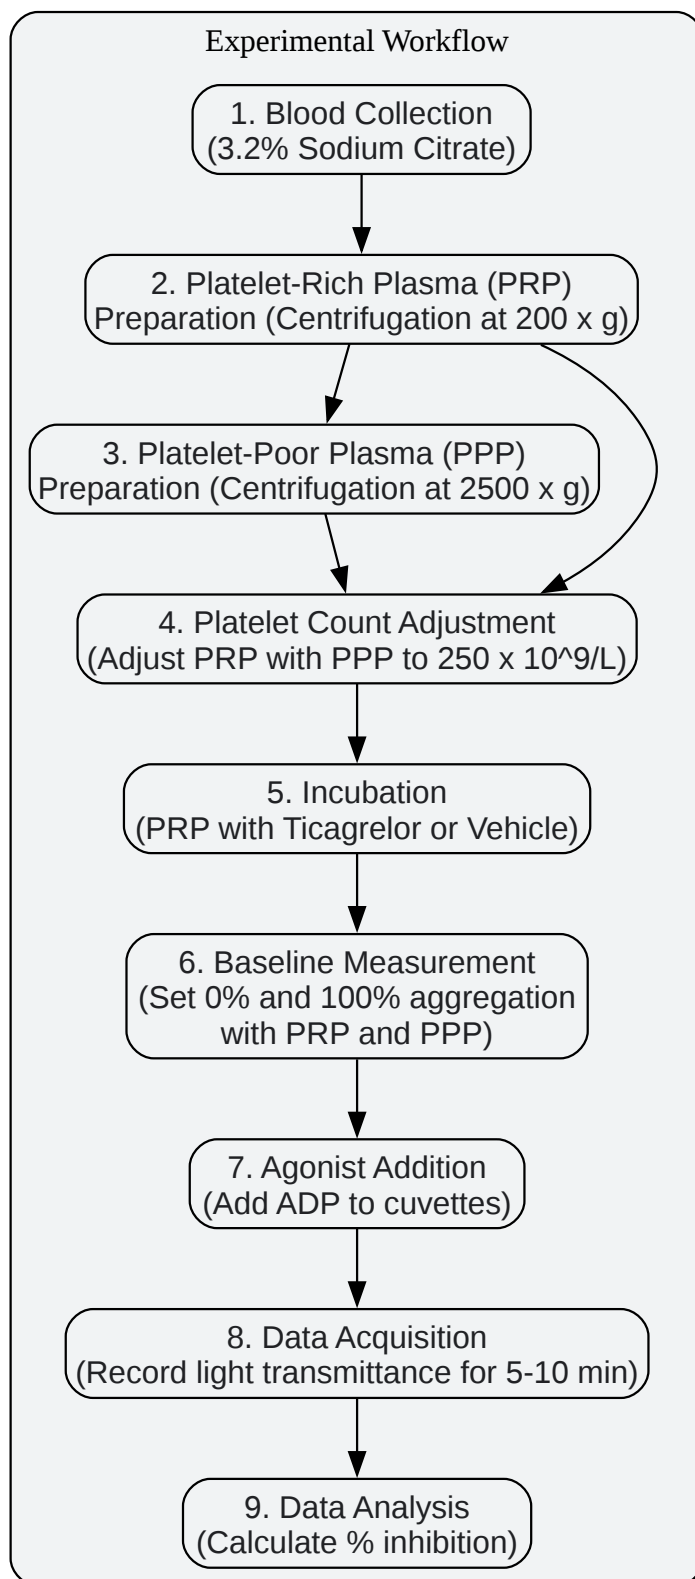 Experimental Workflow
1. Blood Collection
(3.2% Sodium Citrate)
2. Platelet-Rich Plasma (PRP)
Preparation (Centrifugation at 200 x g)
3. Platelet-Poor Plasma (PPP)
Preparation (Centrifugation at 2500 x g)
4. Platelet Count Adjustment
(Adjust PRP with PPP to 250 x 10^9/L)
5. Incubation
(PRP with Ticagrelor or Vehicle)
6. Baseline Measurement
(Set 0% and 100% aggregation
with PRP and PPP)
7. Agonist Addition
(Add ADP to cuvettes)
8. Data Acquisition
(Record light transmittance for 5-10 min)
9. Data Analysis
(Calculate % inhibition)